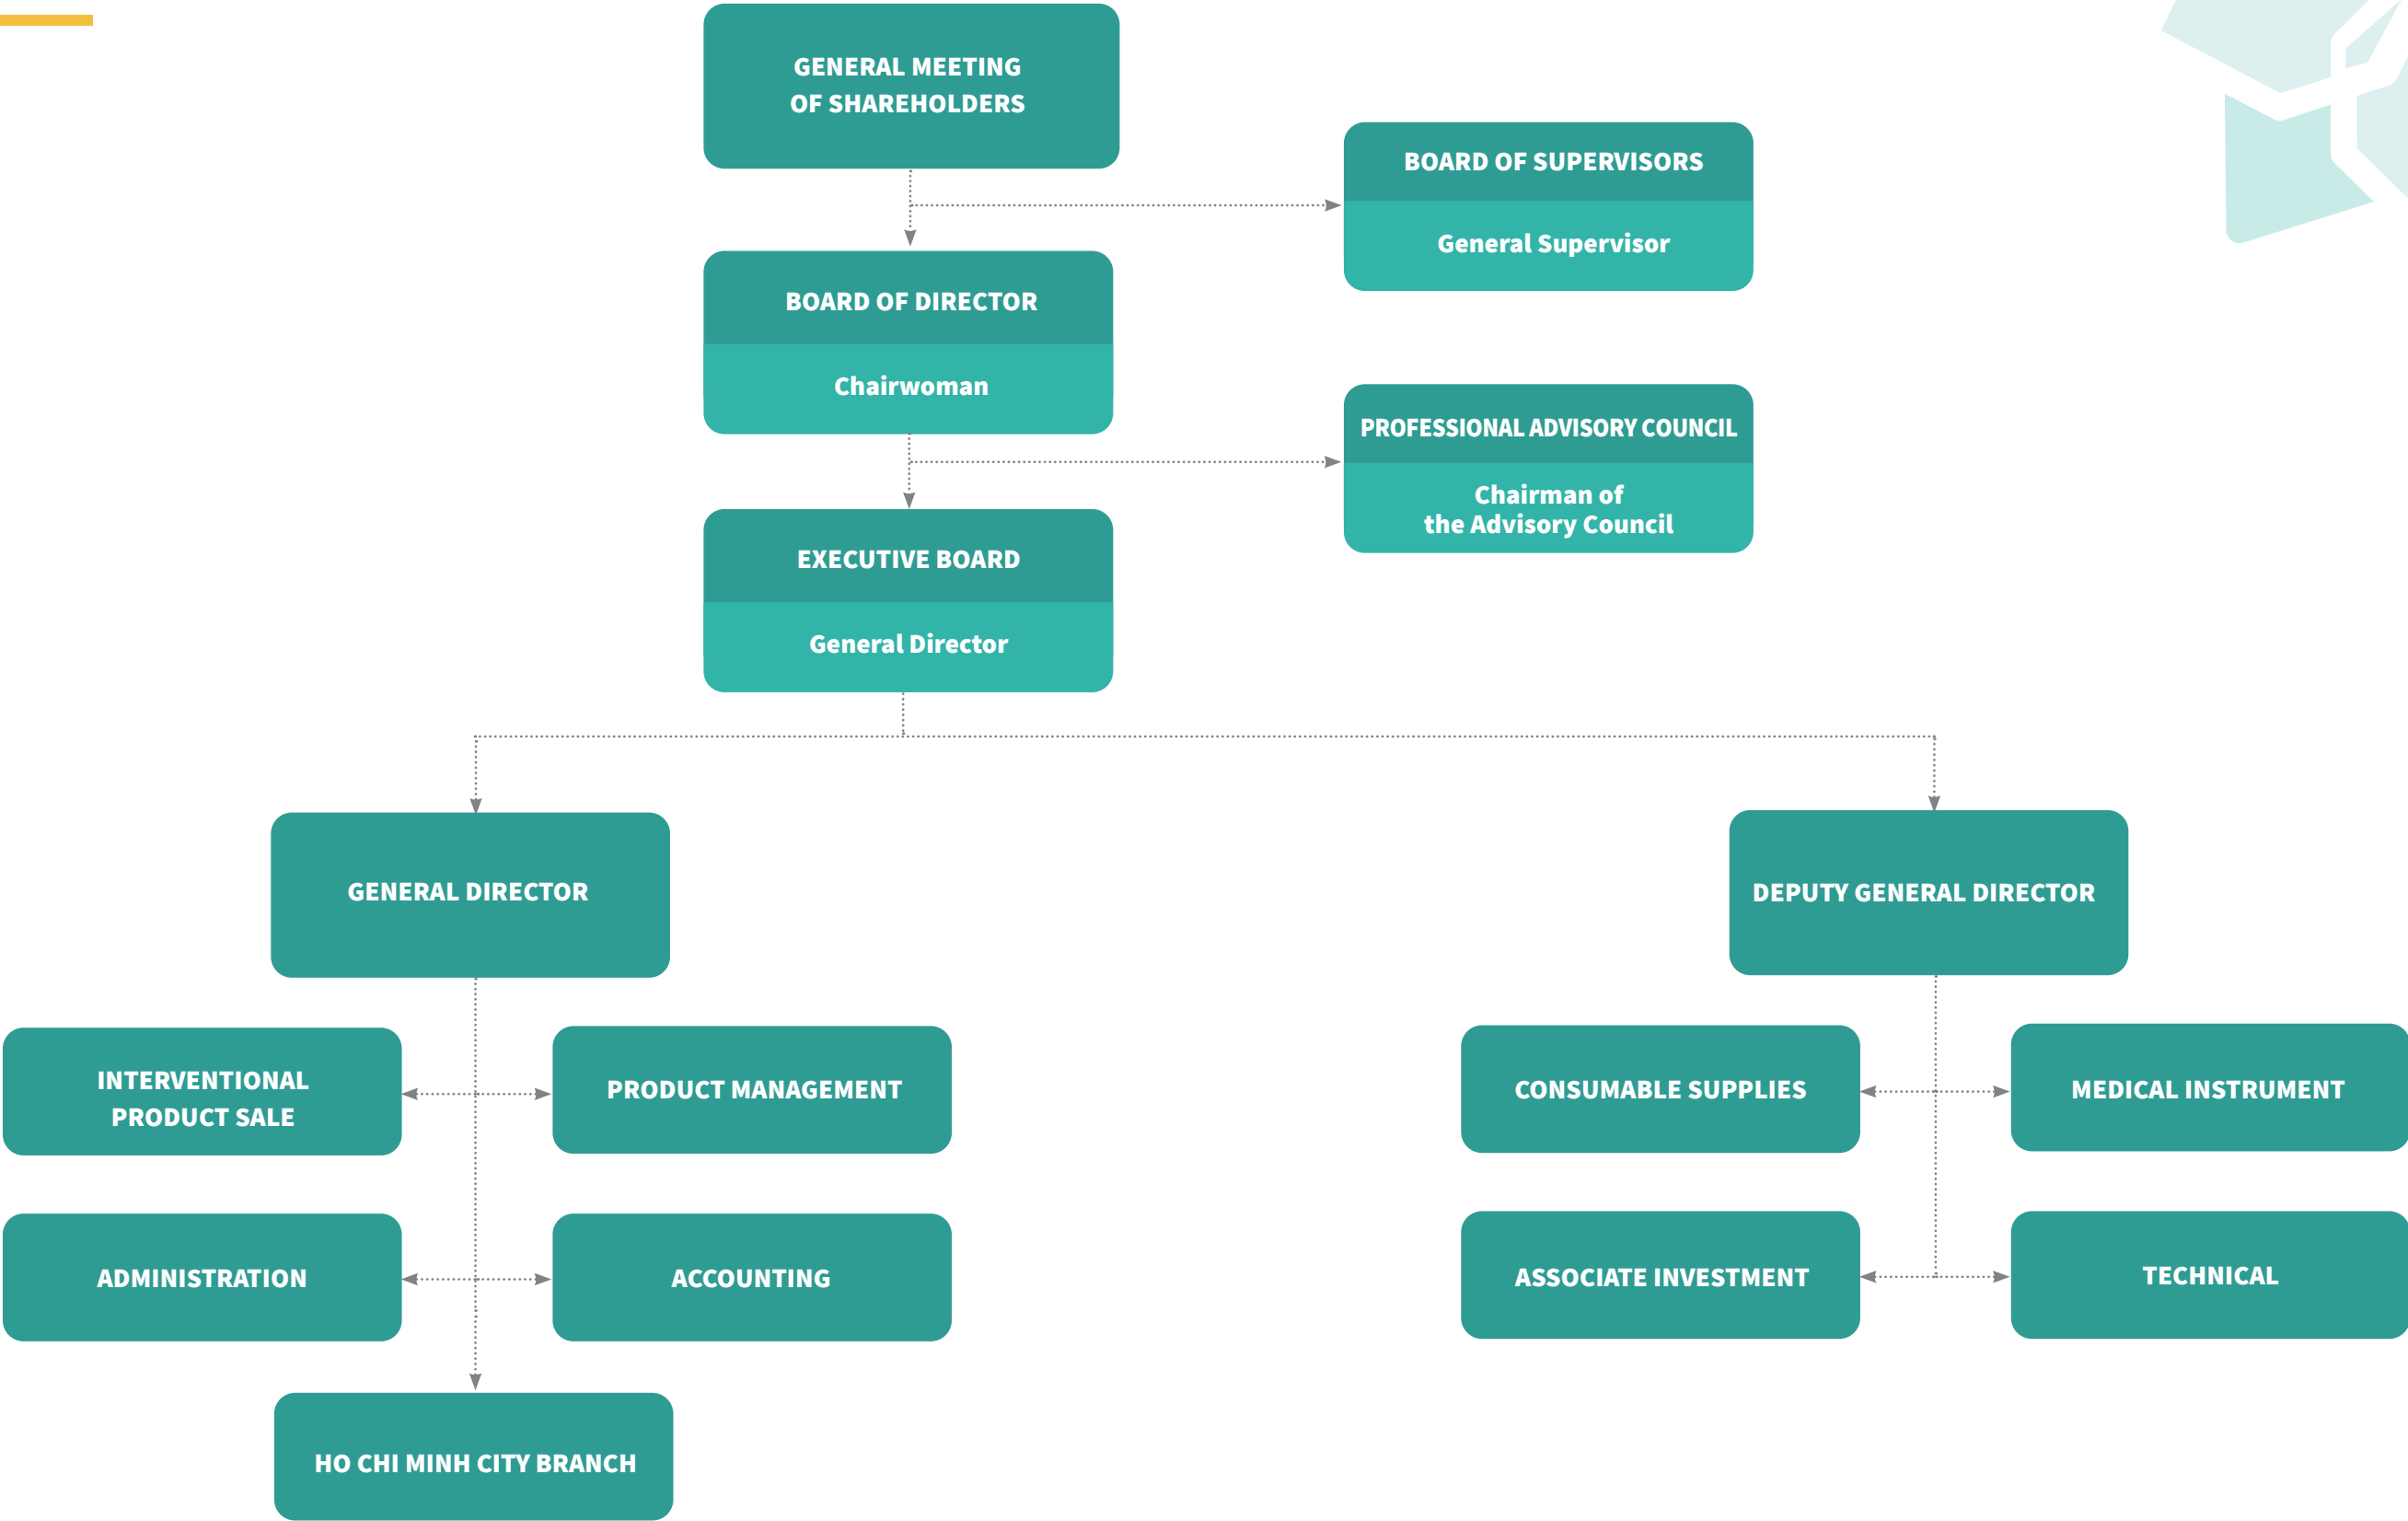 GENERAL MEETING
OF SHAREHOLDERS
BOARD OF SUPERVISORS
General Supervisor
BOARD OF DIRECTOR
Chairwoman
PROFESSIONAL ADVISORY COUNCIL
Chairman of
the Advisory Council
EXECUTIVE BOARD
General Director
GENERAL DIRECTOR
DEPUTY GENERAL DIRECTOR
INTERVENTIONAL
PRODUCT SALE
PRODUCT MANAGEMENT
CONSUMABLE SUPPLIES
MEDICAL INSTRUMENT
ADMINISTRATION
ACCOUNTING
ASSOCIATE INVESTMENT
TECHNICAL
HO CHI MINH CITY BRANCH